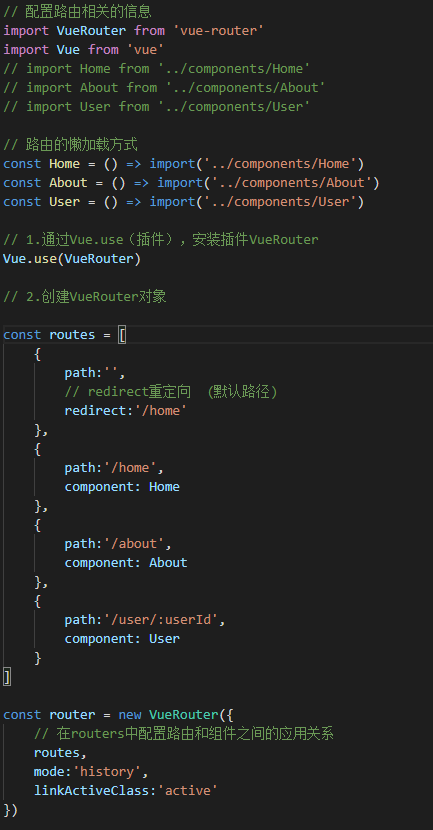 // 配置路由相关的信息
import VueRouter from 'vue-router'
import Vue from 'vue'
// import Home from '../components/Home'
// import About from '../components/About'
// import User from '../components/User'
// 路由的懒加载方式
const Home = () => import('../components/Home')
const About = () => import('../components/About')
const User = () => import('../components/User')
// 1.通过Vue.use（插件），安装插件VueRouter
Vue.use(VueRouter)
// 2.创建VueRouter对象
const routes = [
    {
        path:'',
        // redirect重定向 （默认路径）
        redirect:'/home'
    },
    {
        path:'/home',
        component: Home
    },
    {
        path:'/about',
        component: About
    },
    {
        path:'/user/:userId',
        component: User
    }
]
const router = new VueRouter({
    // 在routers中配置路由和组件之间的应用关系
    routes,
    mode:'history',
    linkActiveClass:'active'
})